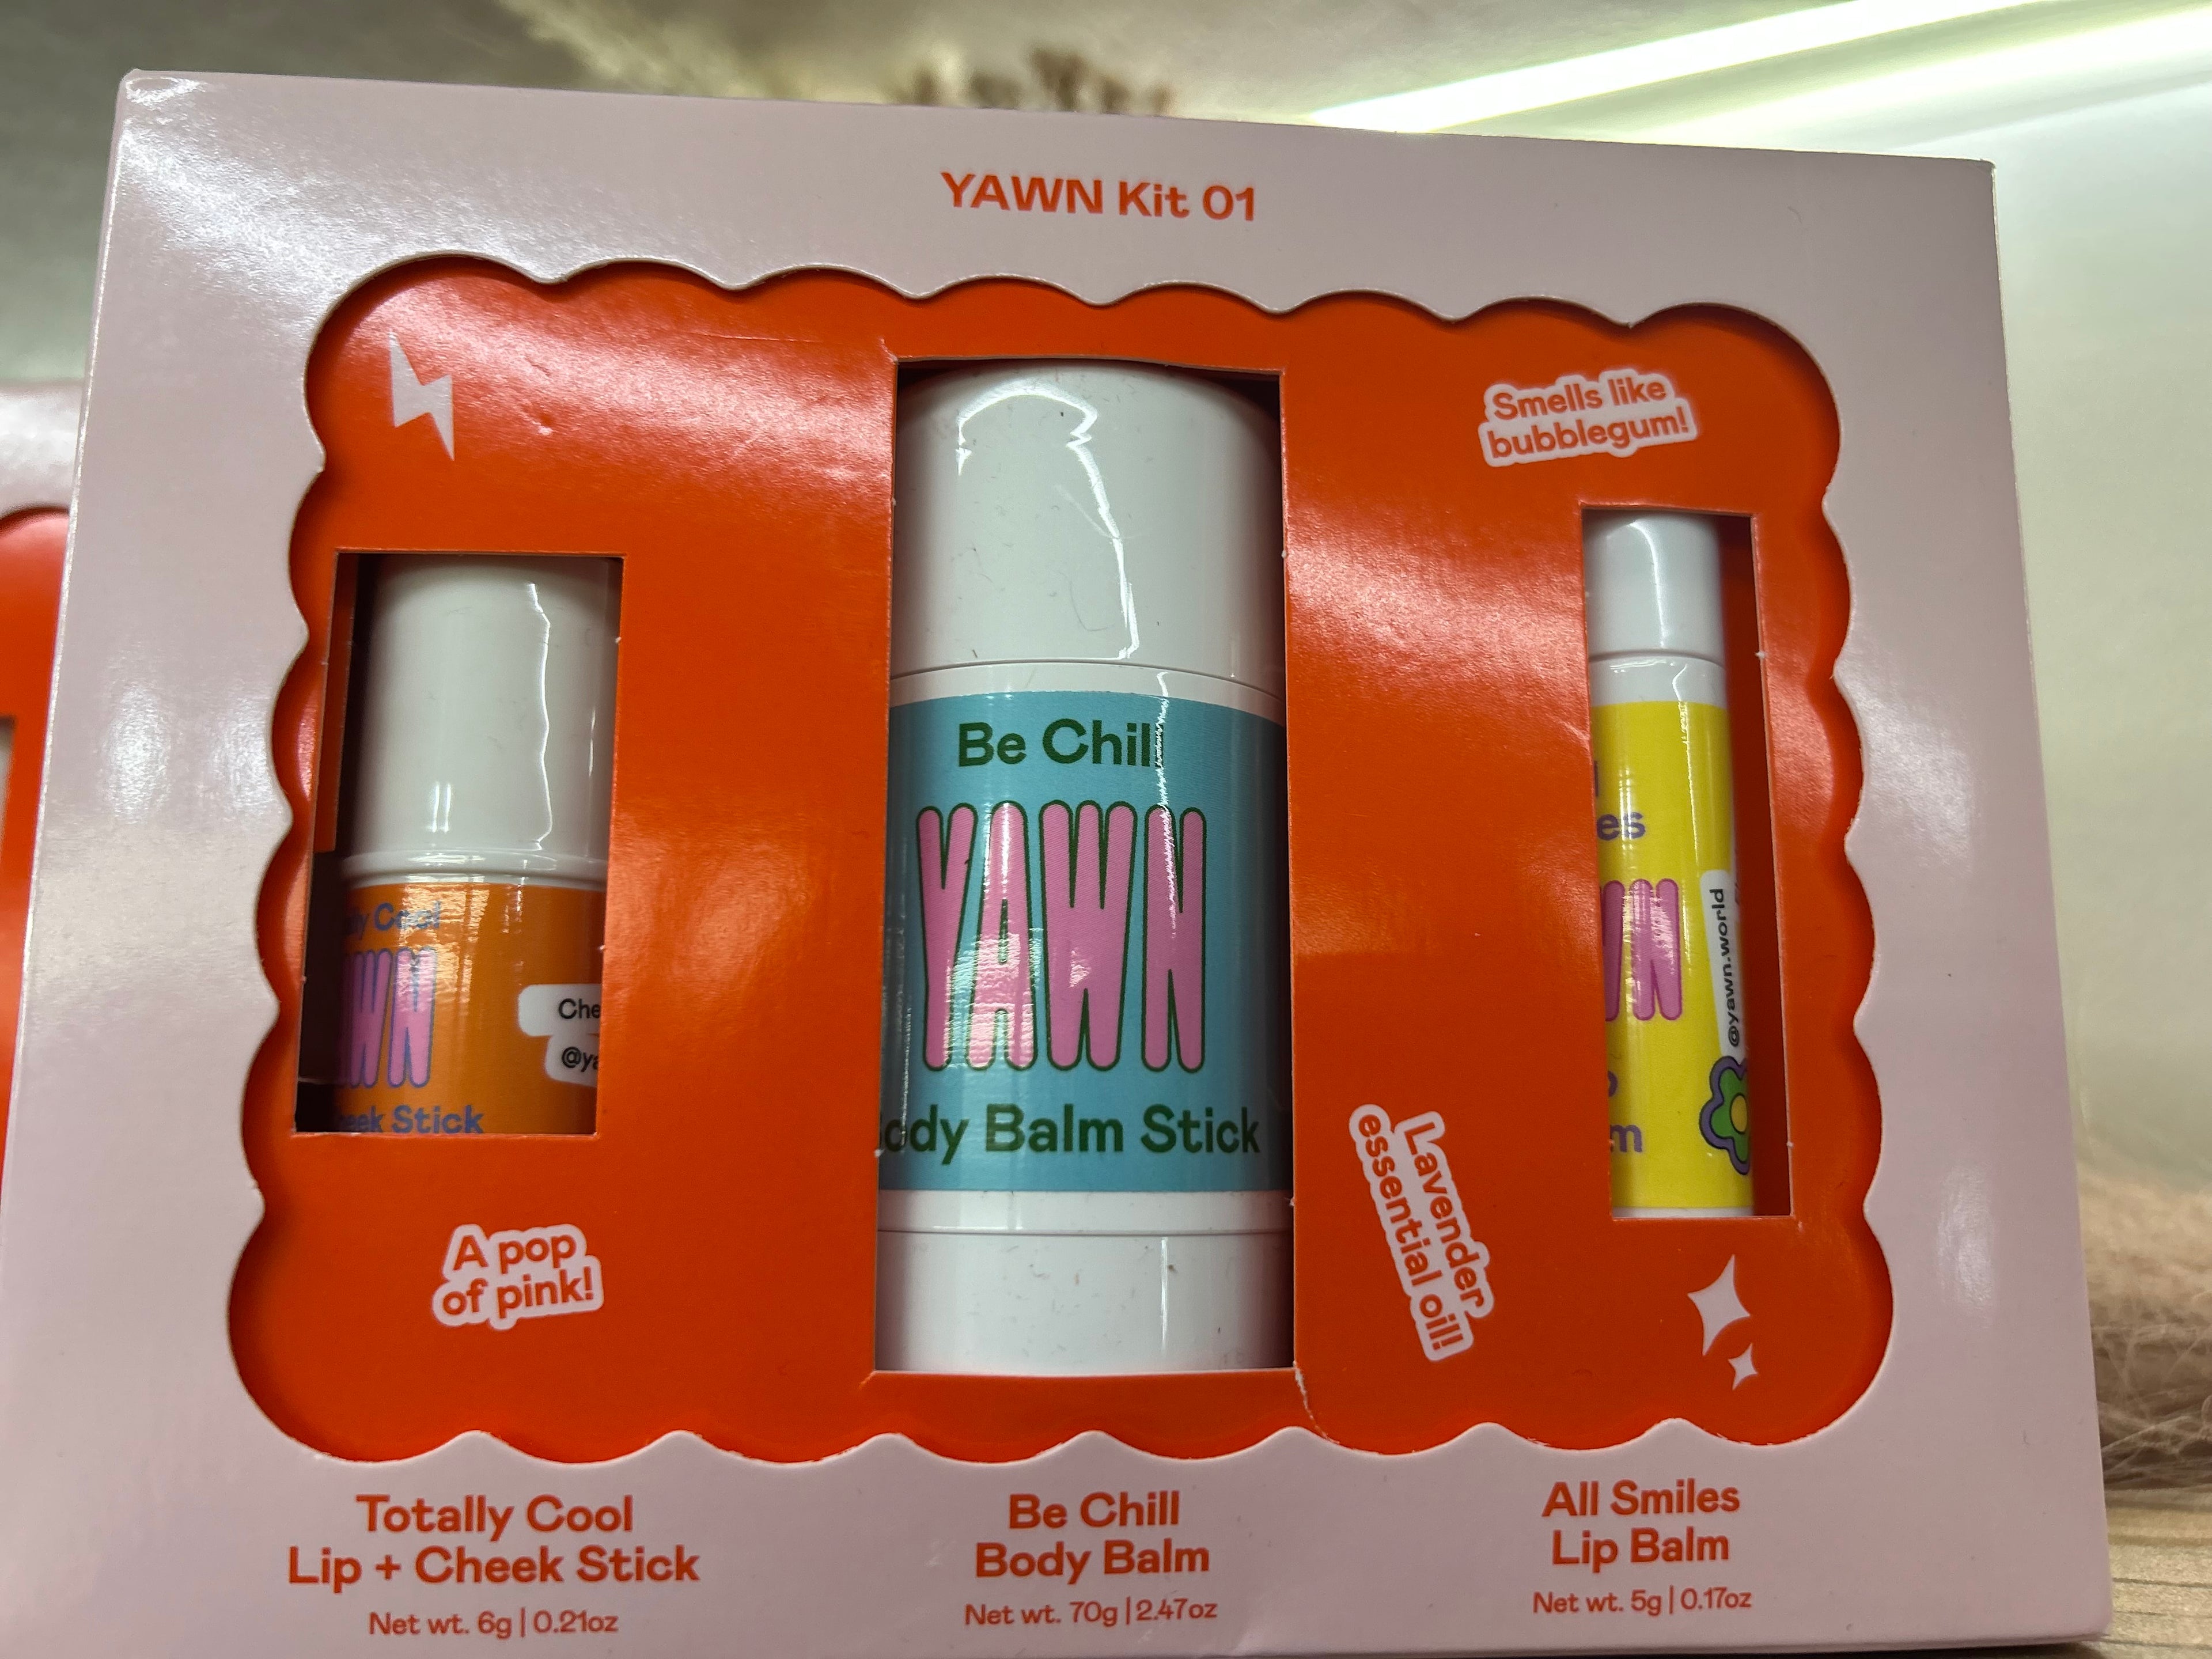 YAWN Kit 01
Smells like
bubblegum!
Be Chill
YAWN
Body Balm Stick
Cool
Stick
@yawn.world
A pop
of pink!
Lavender
essential oil!
Totally Cool
Lip + Cheek Stick
Net wt. 6g | 0.21oz
Be Chill
Body Balm
Net wt. 70g | 2.47oz
All Smiles
Lip Balm
Net wt. 5g | 0.17oz